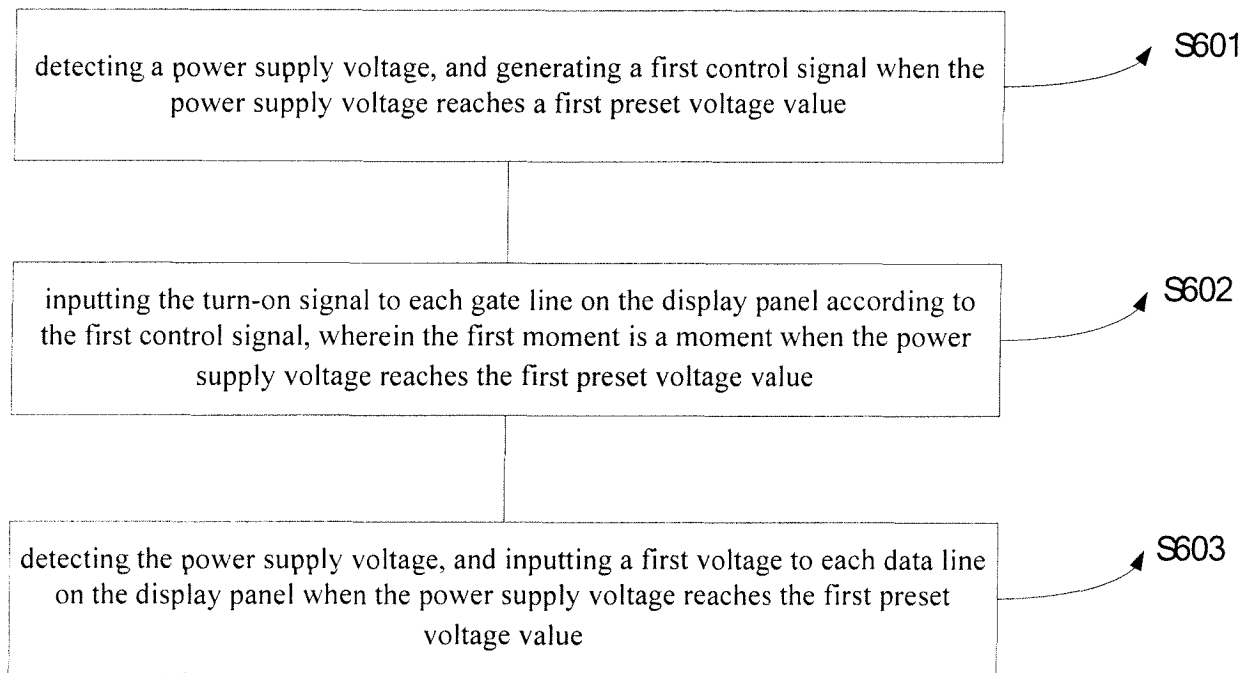 detecting a power supply voltage, and generating a first control signal when the
power supply voltage reaches a first preset voltage value
S601
inputting the turn-on signal to each gate line on the display panel according to
the first control signal, wherein the first moment is a moment when the power
supply voltage reaches the first preset voltage value
S602
detecting the power supply voltage, and inputting a first voltage to each data line
on the display panel when the power supply voltage reaches the first preset
voltage value
S603